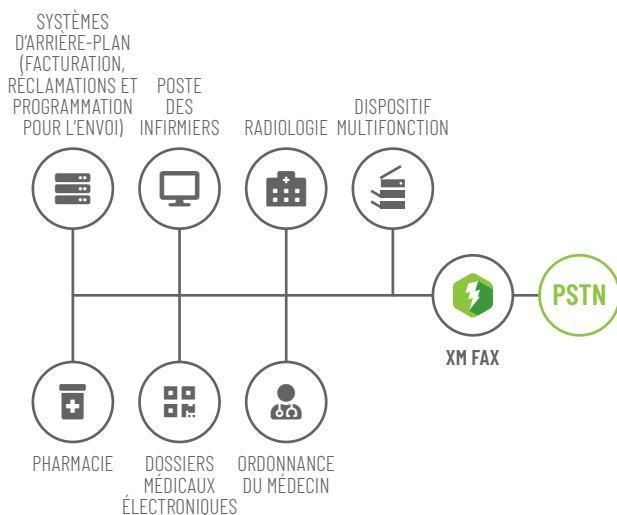 SYSTÈMES
D'ARRIÈRE-PLAN
(FACTURATION,
RÉCLAMATIONS ET
PROGRAMMATION
POUR L'ENVOI)
POSTE
DES
INFIRMIERS
RADIOLOGIE
DISPOSITIF
MULTIFONCTION
PSTN
XM FAX
PHARMACIE
DOSSIERS
MÉDICAUX
ÉLECTRONIQUES
ORDONNANCE
DU MÉDECIN